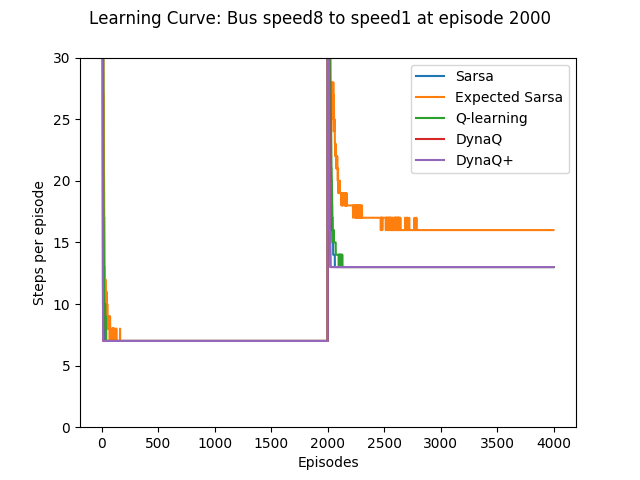 Learning Curve: Bus speed8 to speed1 at episode 2000
30
25
20
15
10
5
0
Steps per episode
Sarsa
Expected Sarsa
Q-learning
DynaQ
DynaQ+
0 500 1000 1500 2000 2500 3000 3500 4000
Episodes